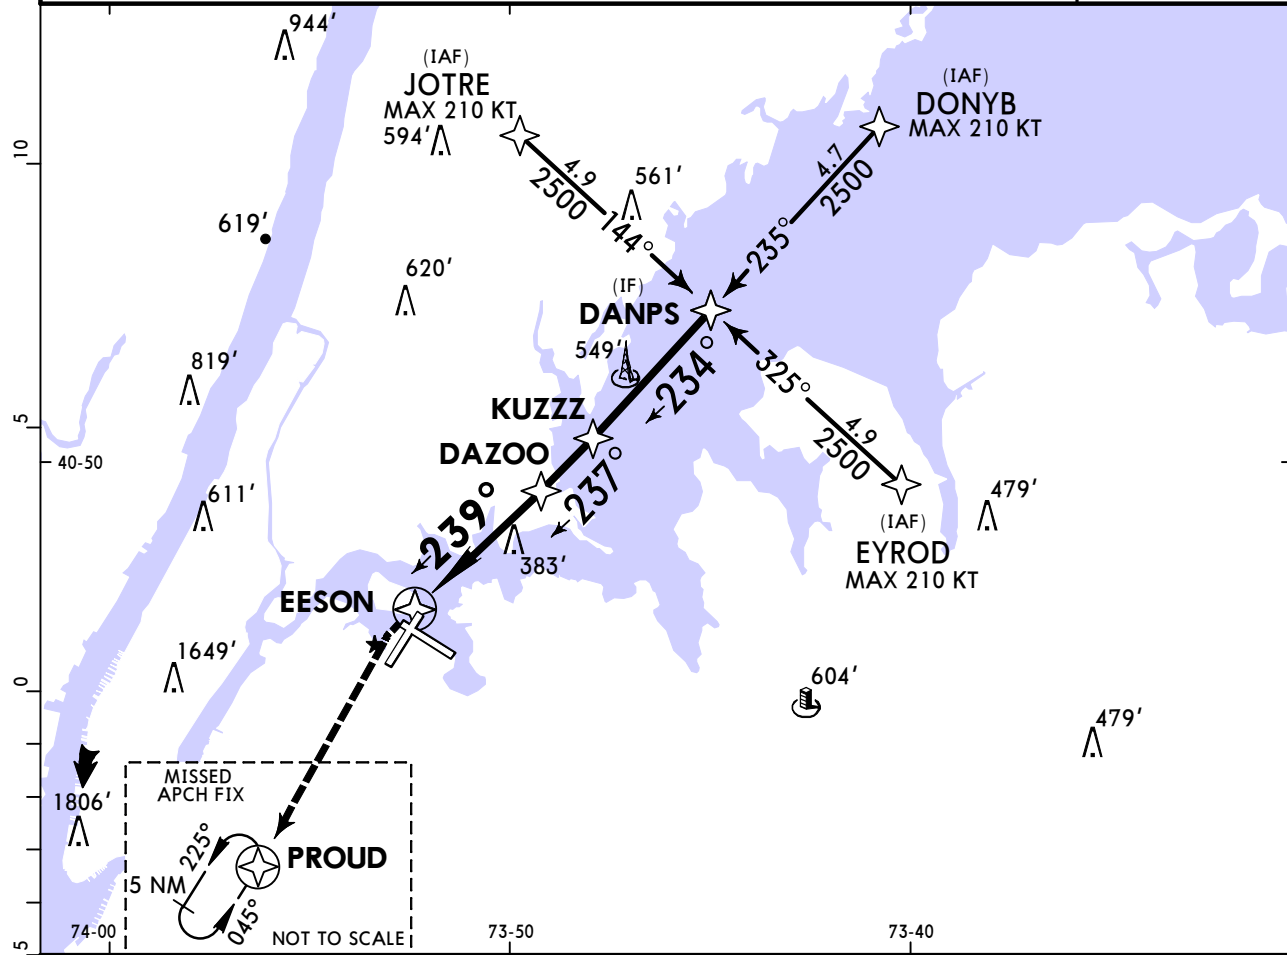 944'
(IAF)
JOTRE
MAX 210 KT
594'
(IAF)
DONYB
MAX 210 KT
10
4.9
2500
144°
561'
4.7
2500
235°
619'
620'
(IF)
DANPS
549'
234°
325°
4.9
2500
819'
KUZZZ
5
40-50
DAZOO
237°
239°
611'
479'
(IAF)
EYROD
MAX 210 KT
383'
EESON
1649'
604'
0
479'
MISSED
APCH FIX
1806'
225°
PROUD
5 NM
045°
NOT TO SCALE
5
74-00
73-50
73-40